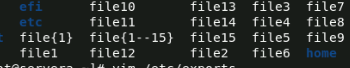 efi file10 file13 file3 file7
etc file11 file14 file4 file8
file{1} file{1--15} file15 file5 file9
file1 file12 file2 file6 home
vim /etc/exports